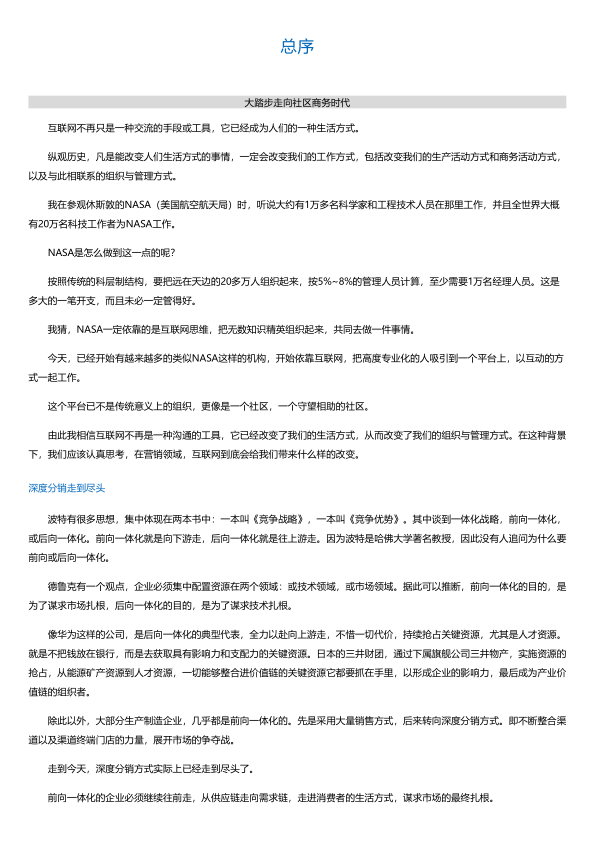 总序
大踏步走向社区商务时代
互联网不再只是一种交流的手段或工具，它已经成为人们的一种生活方式。
纵观历史，凡是能改变人们生活方式的事情，一定会改变我们的工作方式，包括改变我们的生产活动方式和商务活动方式，
以及与此相联系的组织与管理方式。
我在参观休斯敦的NASA（美国航空航天局）时，听说大约有1万多名科学家和工程技术人员在那里工作，并且全世界大概
有20万名科技工作者为NASA工作。
NASA是怎么做到这一点的呢？
按照传统的科层制结构，要把远在天边的20多万人组织起来，按5%~8%的管理人员计算，至少需要1万名经理人员。这是
多大的一笔开支，而且未必一定管得好。
我猜，NASA一定依靠的是互联网思维，把无数知识精英组织起来，共同去做一件事情。
今天，已经开始有越来越多的类似NASA这样的机构，开始依靠互联网，把高度专业化的人吸引到一个平台上，以互动的方
式一起工作。
这个平台已不是传统意义上的组织，更像是一个社区，一个守望相助的社区。
由此我相信互联网不再是一种沟通的工具，它已经改变了我们的生活方式，从而改变了我们的组织与管理方式。在这种背景
下，我们应该认真思考，在营销领域，互联网到底会给我们带来什么样的改变。
深度分销走到尽头
波特有很多思想，集中体现在两本书中：一本叫《竞争战略》，一本叫《竞争优势》。其中谈到一体化战略，前向一体化，
或后向一体化。前向一体化就是向下游走，后向一体化就是往上游走。因为波特是哈佛大学著名教授，因此没有人追问为什么要
前向或后向一体化。
德鲁克有一个观点，企业必须集中配置资源在两个领域：或技术领域，或市场领域。据此可以推断，前向一体化的目的，是
为了谋求市场扎根，后向一体化的目的，是为了谋求技术扎根。
像华为这样的公司，是后向一体化的典型代表，全力以赴向上游走，不惜一切代价，持续抢占关键资源，尤其是人才资源。
就是不把钱放在银行，而是去获取具有影响力和支配力的关键资源。日本的三井财团，通过下属旗舰公司三井物产，实施资源的
抢占，从能源矿产资源到人才资源，一切能够整合进价值链的关键资源它都要抓在手里，以形成企业的影响力，最后成为产业价
值链的组织者。
除此以外，大部分生产制造企业，几乎都是前向一体化的。先是采用大量销售方式，后来转向深度分销方式。即不断整合渠
道以及渠道终端门店的力量，展开市场的争夺战。
走到今天，深度分销方式实际上已经走到尽头了。
前向一体化的企业必须继续往前走，从供应链走向需求链，走进消费者的生活方式，谋求市场的最终扎根。